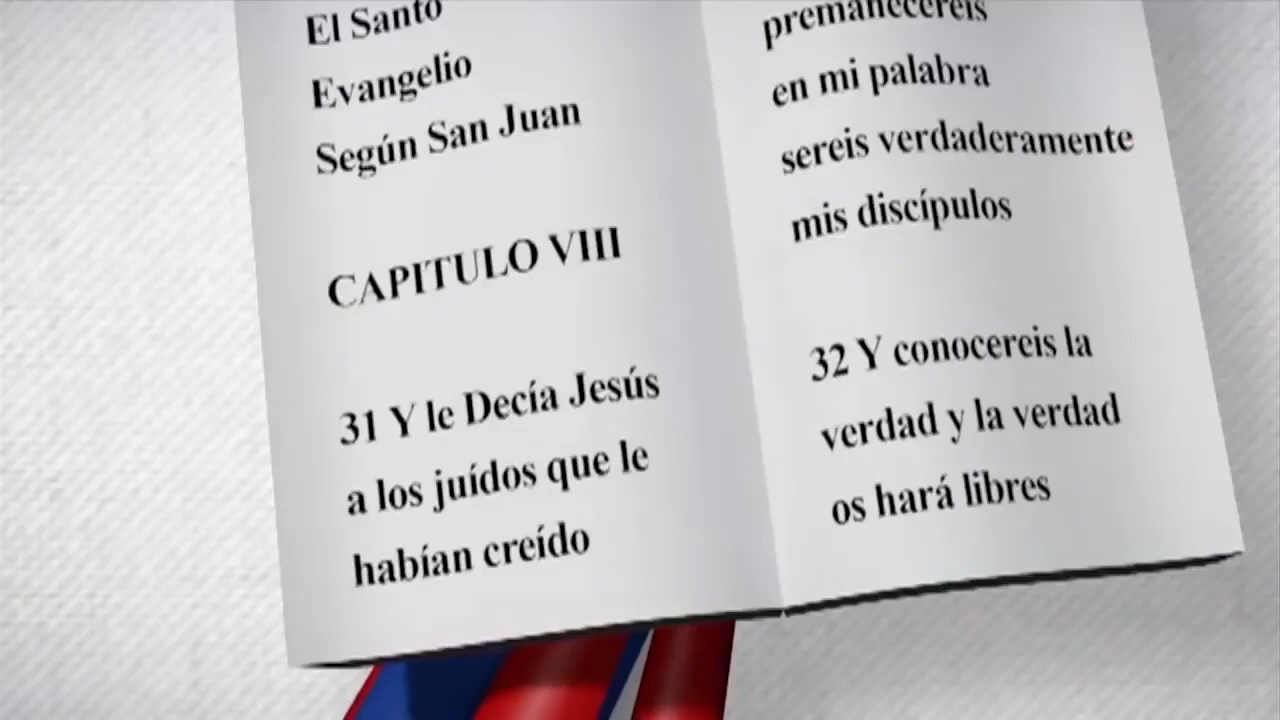 El Santo
Evangelio
Según San Juan
CAPITULO VIII
31 Y le Decía Jesús
a los juídos que le
habían creído
premanecereis
en mi palabra
sereis verdaderamente
mis discípulos
32 Y conocereis la
verdad y la verdad
os hará libres